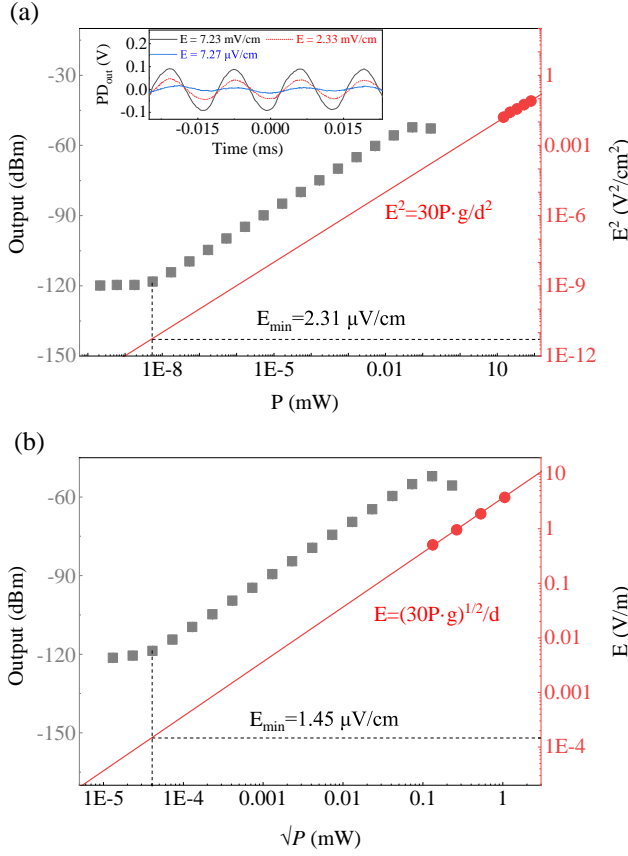 (a)
E = 7.23 mV/cm E = 2.33 mV/cm
E = 7.27 μV/cm
0.2
0.1
0.0
-0.1
PDout (V)
-0.015 0.000 0.015
Time (ms)
-30
-60
-90
-120
-150
Output (dBm)
1
0.001
1E-6
1E-9
1E-12
E² (V²/cm²)
E²=30P·g/d²
Emin=2.31 μV/cm
1E-8 1E-5 0.01 10
P (mW)
(b)
-60
-90
-120
-150
Output (dBm)
10
1
0.1
0.01
0.001
1E-4
E (V/m)
E=(30P·g)^1/2/d
Emin=1.45 μV/cm
1E-5 1E-4 0.001 0.01 0.1 1
√P (mW)